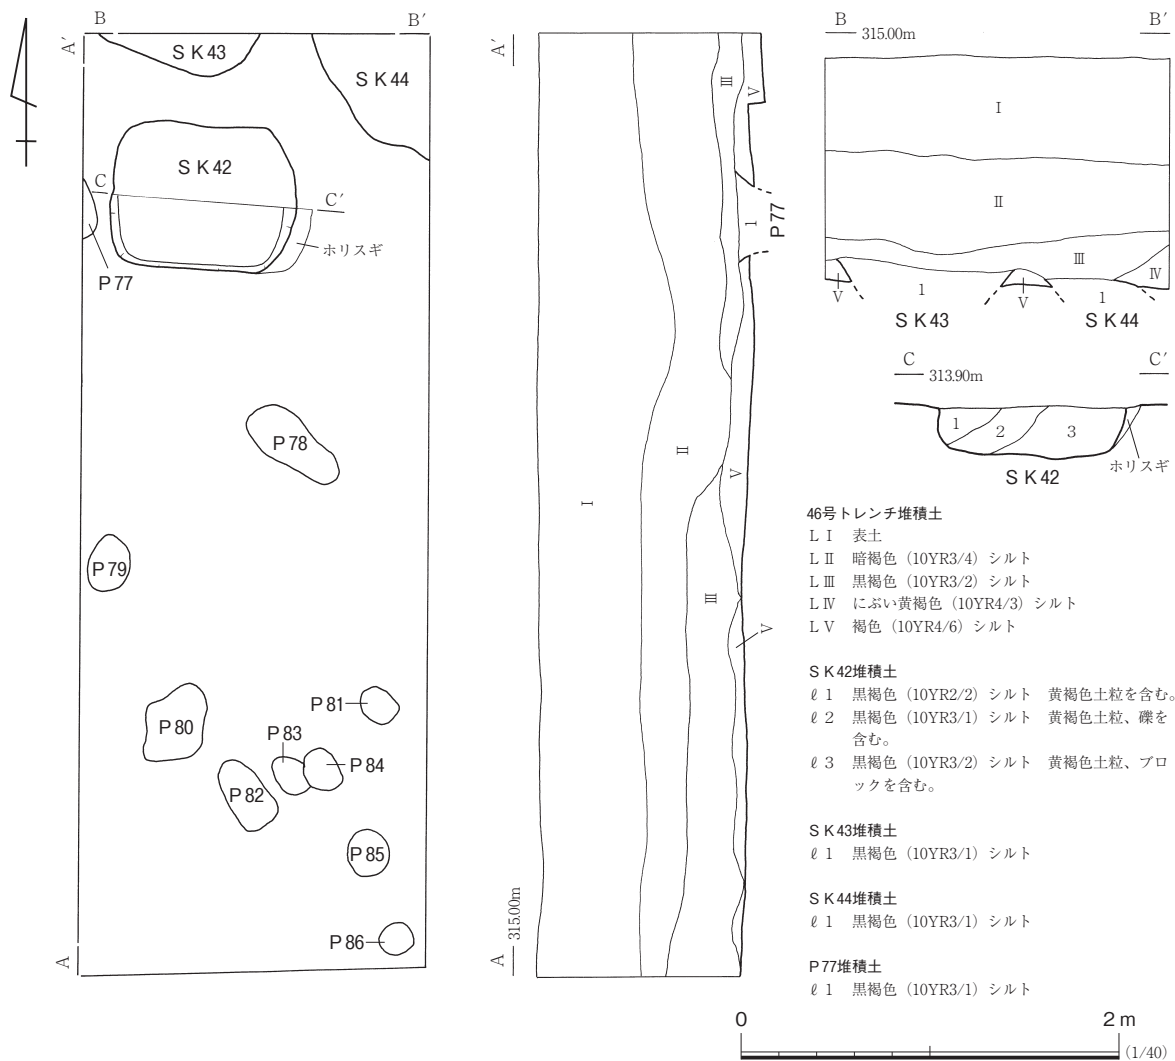 B
B′
A′
SK43
SK44
SK42
C
C′
ホリスギ
P77
P78
P79
P80
P81
P83
P84
P82
P85
P86
A
A′
Ⅲ
Ⅴ
1
P77
Ⅱ
Ⅴ
Ⅰ
Ⅲ
Ⅴ
A
315.00m
B
315.00m
B′
Ⅰ
Ⅱ
Ⅲ
Ⅳ
Ⅴ
1
Ⅴ
1
SK43
SK44
C
313.90m
C′
1
2
3
ホリスギ
SK42
46号トレンチ堆積土
LⅠ 表土
LⅡ 暗褐色(10YR3/4)シルト
LⅢ 黒褐色(10YR3/2)シルト
LⅣ にぶい黄褐色(10YR4/3)シルト
LⅤ 褐色(10YR4/6)シルト
SK42堆積土
ℓ1 黒褐色(10YR2/2)シルト 黄褐色土粒を含む。
ℓ2 黒褐色(10YR3/1)シルト 黄褐色土粒、礫を
含む。
ℓ3 黒褐色(10YR3/2)シルト 黄褐色土粒、ブロ
ックを含む。
SK43堆積土
ℓ1 黒褐色(10YR3/1)シルト
SK44堆積土
ℓ1 黒褐色(10YR3/1)シルト
P77堆積土
ℓ1 黒褐色(10YR3/1)シルト
0
2m
(1/40)